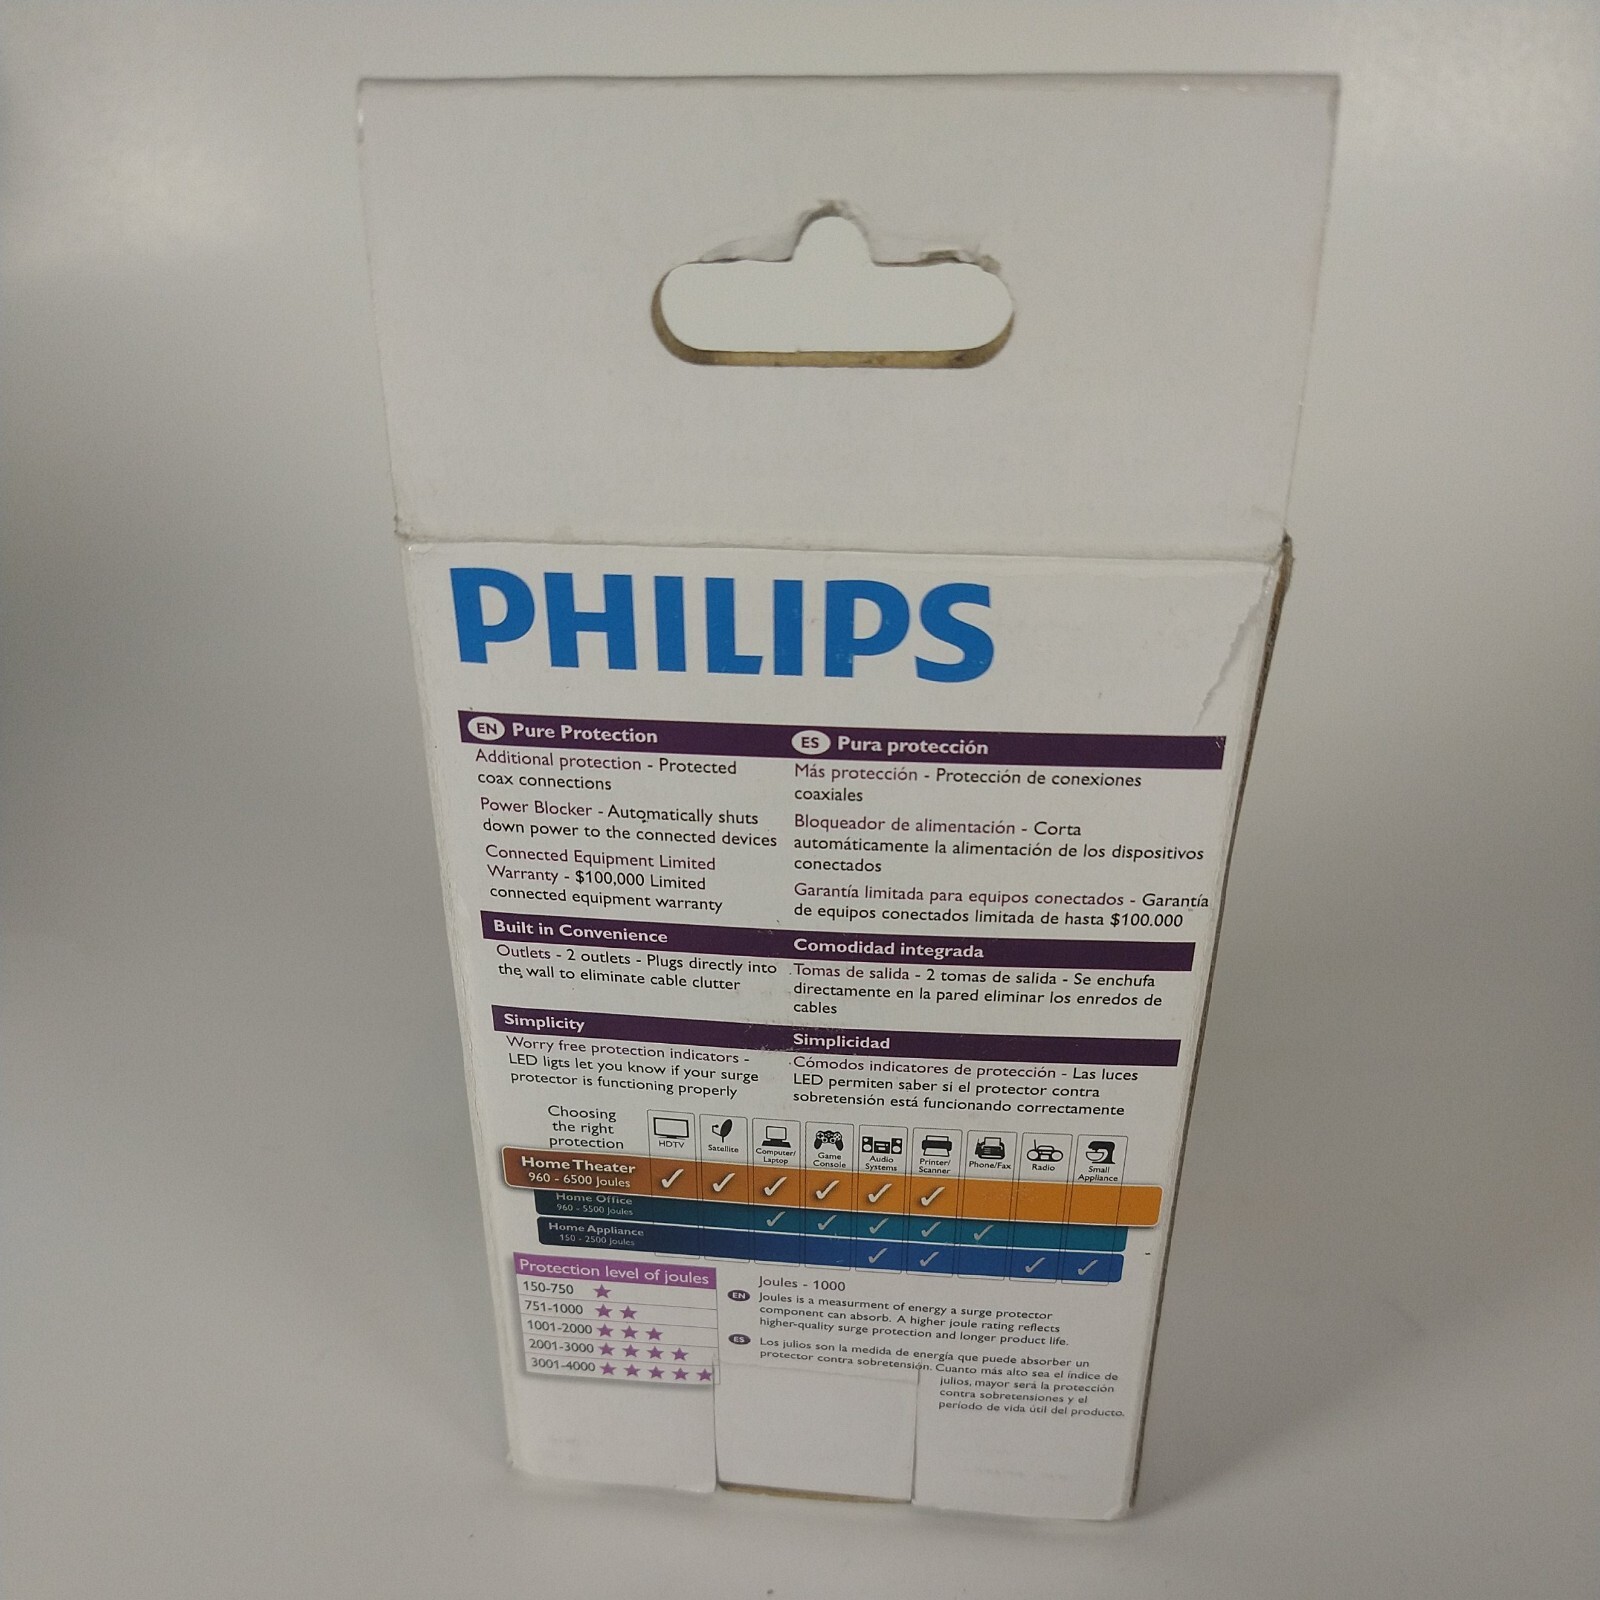 PHILIPS
EN Pure Protection
Additional protection - Protected
coax connections
Power Blocker - Automatically shuts
down power to the connected devices
Connected Equipment Limited
Warranty - $100,000 Limited
connected equipment warranty
Built in Convenience
Outlets - 2 outlets - Plugs directly into
the wall to eliminate cable clutter
Simplicity
Worry free protection indicators -
LED ligts let you know if your surge
protector is functioning properly
ES Pura protección
Más protección - Protección de conexiones
coaxiales
Bloqueador de alimentación - Corta
automáticamente la alimentación de los dispositivos
conectados
Garantía limitada para equipos conectados - Garantía
de equipos conectados limitada de hasta $100.000
Comodidad integrada
Tomas de salida - 2 tomas de salida - Se enchufa
directamente en la pared eliminar los enredos de
cables
Simplicidad
Cómodos indicatores de protección - Las luces
LED permiten saber si el protector contra
sobretensión está funcionando correctamente
Choosing
the right
protection
HDTV
Satellite
Computer/
Laptop
Game
Console
Audio
Systems
Printer/
Scanner
Phone/Fax
Radio
Small
Appliance
Home Theater
960 - 6500 Joules
Home Office
960 - 5500 Joules
Home Appliance
150 - 2500 Joules
Protection level of joules
150-750
751-1000
1001-2000
2001-3000
3001-4000
Joules - 1000
EN Joules is a measurment of energy a surge protector
component can absorb. A higher joule rating reflects
higher-quality surge protection and longer product life.
ES Los julios son la medida de energía que puede absorber un
protector contra sobretensión. Cuanto más alto sea el índice de
julios, mayor será la protección
contra sobretensiones y el
período de vida útil del producto.